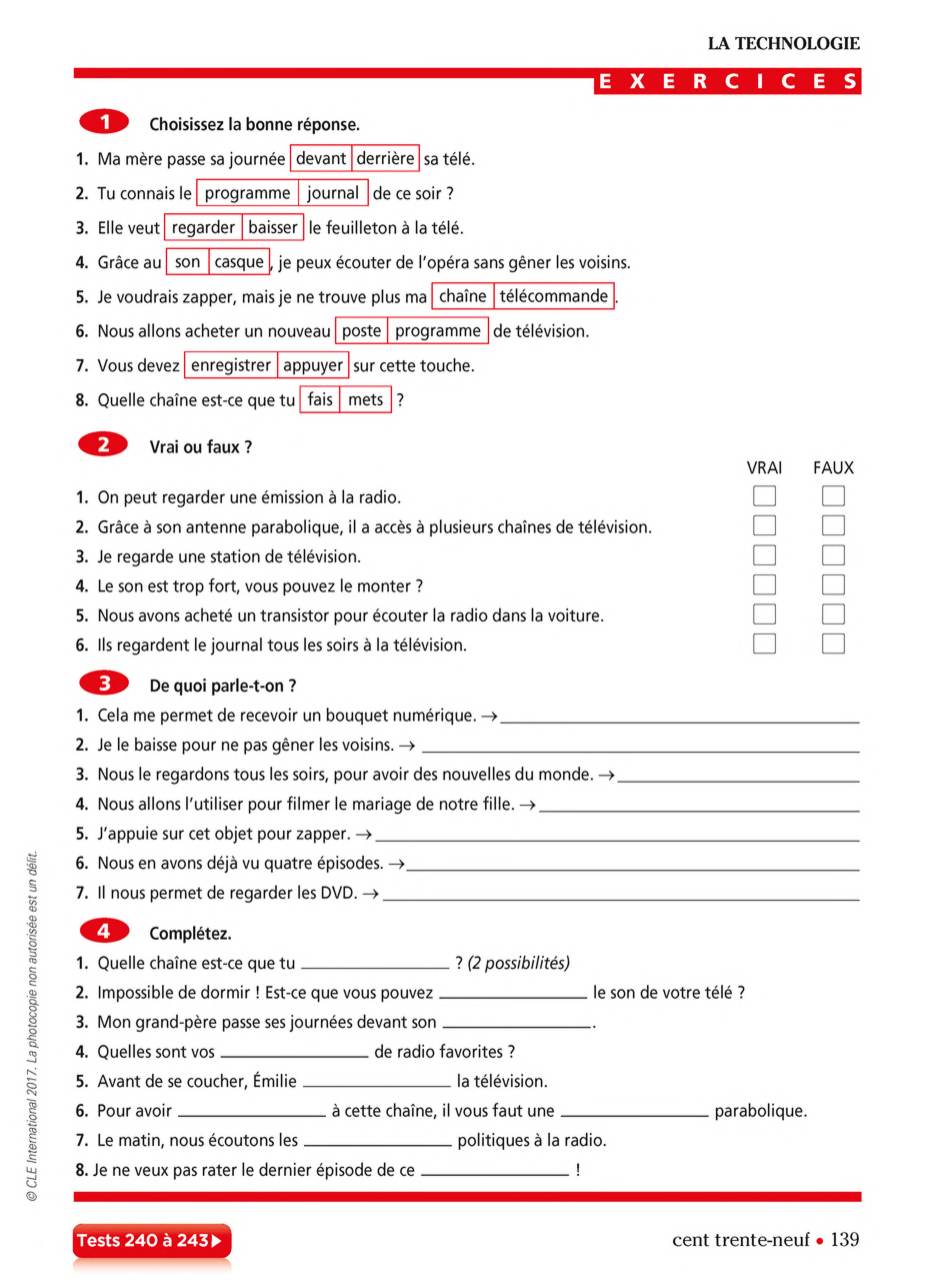 LA TECHNOLOGIE
EXERCICES
1 Choisissez la bonne réponse.
1. Ma mère passe sa journée devant derrière sa télé.
2. Tu connais le programme journal de ce soir ?
3. Elle veut regarder baisser le feuilleton à la télé.
4. Grâce au son casque, je peux écouter de l'opéra sans gêner les voisins.
5. Je voudrais zapper, mais je ne trouve plus ma chaîne télécommande.
6. Nous allons acheter un nouveau poste programme de télévision.
7. Vous devez enregistrer appuyer sur cette touche.
8. Quelle chaîne est-ce que tu fais mets ?
2 Vrai ou faux ?
VRAI FAUX
1. On peut regarder une émission à la radio.
2. Grâce à son antenne parabolique, il a accès à plusieurs chaînes de télévision.
3. Je regarde une station de télévision.
4. Le son est trop fort, vous pouvez le monter ?
5. Nous avons acheté un transistor pour écouter la radio dans la voiture.
6. Ils regardent le journal tous les soirs à la télévision.
3 De quoi parle-t-on ?
1. Cela me permet de recevoir un bouquet numérique. → ____
2. Je le baisse pour ne pas gêner les voisins. → ____
3. Nous le regardons tous les soirs, pour avoir des nouvelles du monde. → ____
4. Nous allons l'utiliser pour filmer le mariage de notre fille. → ____
5. J'appuie sur cet objet pour zapper. → ____
6. Nous en avons déjà vu quatre épisodes. → ____
7. Il nous permet de regarder les DVD. → ____
4 Complétez.
1. Quelle chaîne est-ce que tu ____ ? (2 possibilités)
2. Impossible de dormir ! Est-ce que vous pouvez ____ le son de votre télé ?
3. Mon grand-père passe ses journées devant son ____.
4. Quelles sont vos ____ de radio favorites ?
5. Avant de se coucher, Émilie ____ la télévision.
6. Pour avoir ____ à cette chaîne, il vous faut une ____ parabolique.
7. Le matin, nous écoutons les ____ politiques à la radio.
8. Je ne veux pas rater le dernier épisode de ce ____ !
© CLE International 2017. La photocopie non autorisée est un délit.
Tests 240 à 243
cent trente-neuf • 139